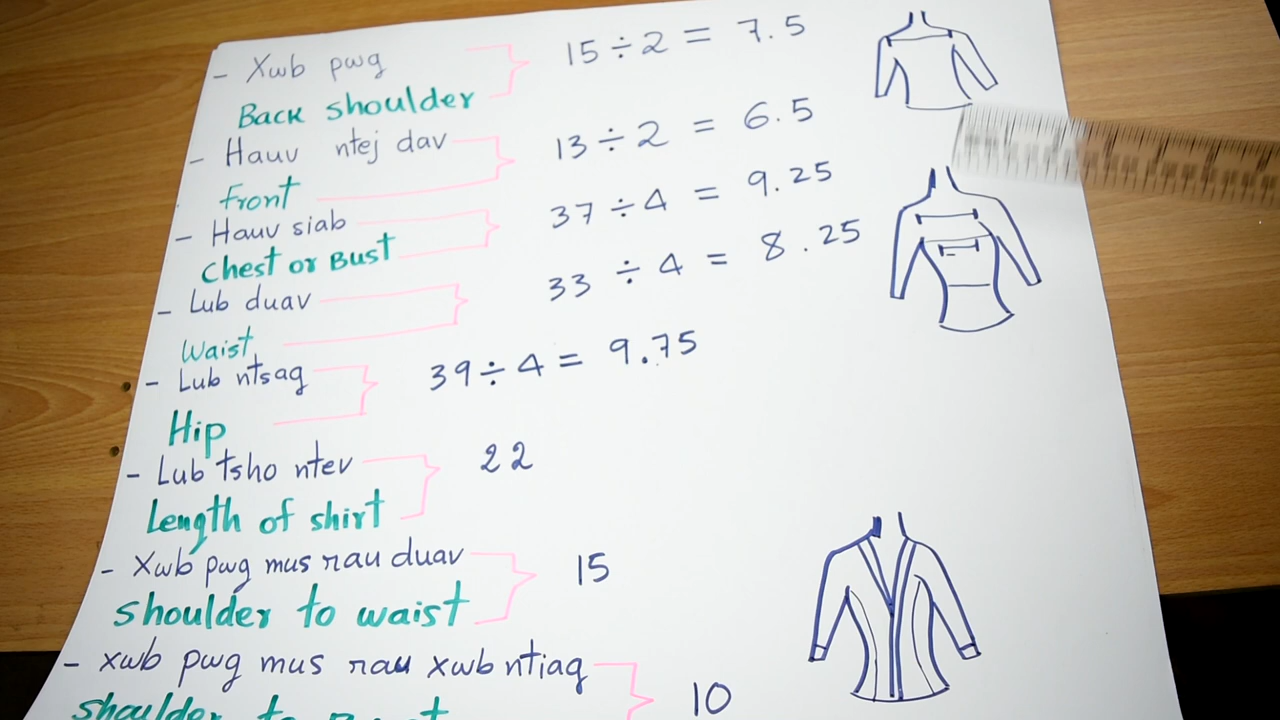 - Xwb pwg 15 ÷ 2 = 7.5
Back shoulder
- Hauv ntej dav 13 ÷ 2 = 6.5
Front
- Hauv siab 37 ÷ 4 = 9.25
Chest or Bust
- Lub duav 33 ÷ 4 = 8.25
Waist
- Lub ntsag 39 ÷ 4 = 9.75
Hip
- Lub tsho ntev 22
Length of shirt
- Xwb pwg mus rau duav 15
shoulder to waist
- xwb pwg mus rau xwb ntiag 10
shoulder to